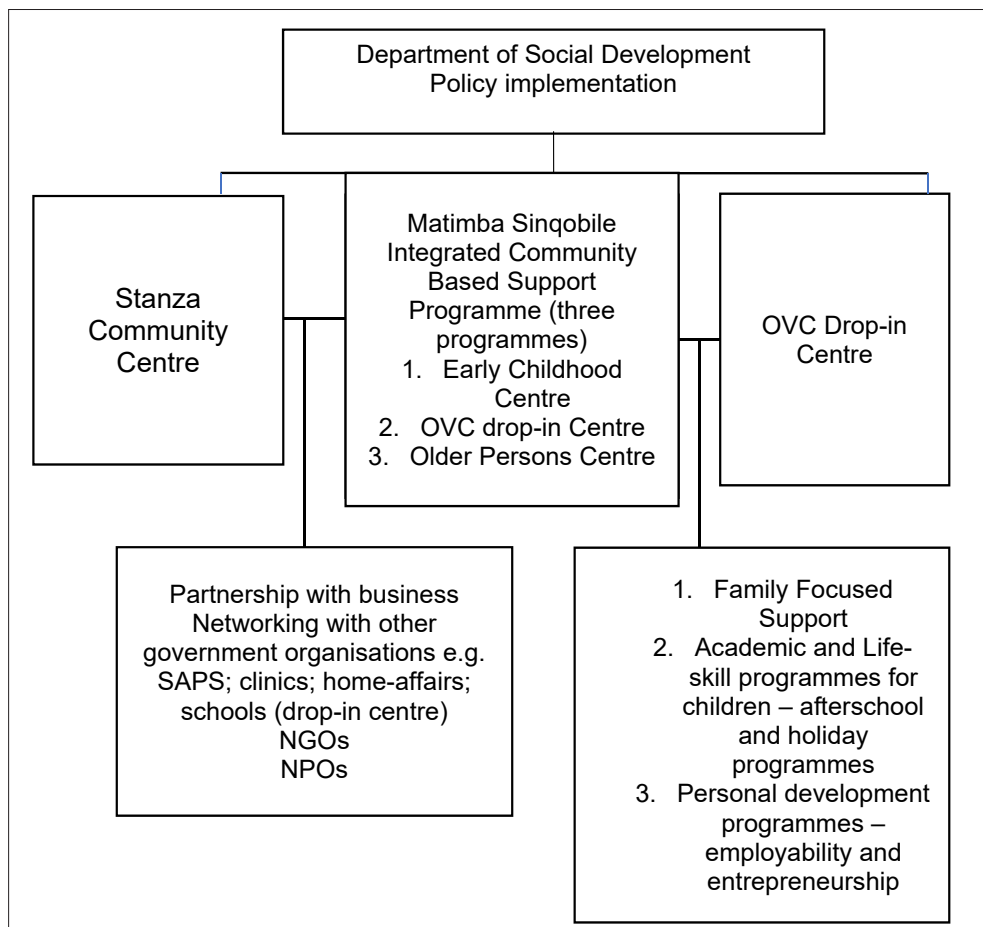 Department of Social Development
Policy implementation
Stanza
Community
Centre
Matimba Sinqobile
Integrated Community
Based Support
Programme (three
programmes)
1. Early Childhood
Centre
2. OVC drop-in Centre
3. Older Persons Centre
OVC Drop-in
Centre
Partnership with business
Networking with other
government organisations e.g.
SAPS; clinics; home-affairs;
schools (drop-in centre)
NGOs
NPOs
1. Family Focused
Support
2. Academic and Life-
skill programmes for
children – afterschool
and holiday
programmes
3. Personal development
programmes –
employability and
entrepreneurship